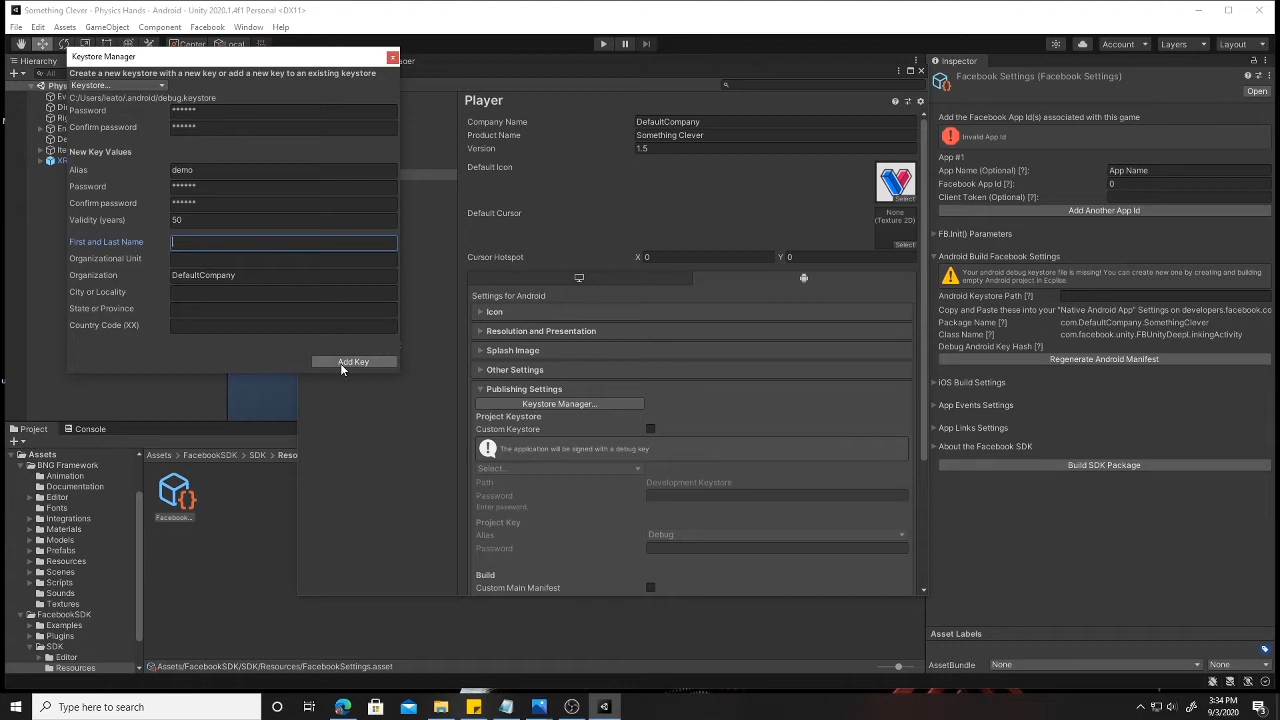 Something Clever - Physics Hands - Unity 2020.1.4f1 Personal <DX11>
File Edit Assets GameObject Component Facebook Window Help
Center Local Account Layers Layout
Keystore Manager
Create a new keystore with a new key or add a new key to an existing keystore
Keystore...
C:/Users/leato/.android/debug.keystore
Password ******
Confirm password ******
New Key Values
Alias demo
Password ******
Confirm password ******
Validity (years) 50
First and Last Name
Organizational Unit
Organization DefaultCompany
City or Locality
State or Province
Country Code (XX)
Add Key
Hierarchy
All
Player
Company Name DefaultCompany
Product Name Something Clever
Version 1.5
Default Icon
Select
Default Cursor
None
(Texture 2D)
Select
Cursor Hotspot X 0 Y 0
Settings for Android
Icon
Resolution and Presentation
Splash Image
Other Settings
Publishing Settings
Keystore Manager...
Project Keystore
Custom Keystore
The application will be signed with a debug key
Select...
Path Development Keystore
Password
Enter password.
Project Key
Alias Debug
Password
Build
Custom Main Manifest
Inspector
Facebook Settings (Facebook Settings)
Open
Add the Facebook App Id(s) associated with this game
Invalid App Id
App #1
App Name (Optional) [?]: App Name
Facebook App Id [?]: 0
Client Token (Optional) [?]:
Add Another App Id
FB.Init() Parameters
Android Build Facebook Settings
Your android debug keystore file is missing! You can create new one by creating and building
empty Android project in Ecplise.
Android Keystore Path [?]
Copy and Paste these into your "Native Android App" Settings on developers.facebook.co
Package Name [?] com.DefaultCompany.SomethingClever
Class Name [?] com.facebook.unity.FBUnityDeepLinkingActivity
Debug Android Key Hash [?]
Regenerate Android Manifest
iOS Build Settings
App Events Settings
App Links Settings
About the Facebook SDK
Build SDK Package
Asset Labels
AssetBundle None None
Project Console
Assets
BNG Framework
Animation
Documentation
Editor
Fonts
Integrations
Materials
Models
Prefabs
Resources
Scenes
Scripts
Sounds
Textures
FacebookSDK
Examples
Plugins
SDK
Editor
Resources
Assets FacebookSDK SDK Reso
Facebook...
Assets/FacebookSDK/SDK/Resources/FacebookSettings.asset
Type here to search
3:34 PM
9/3/2020